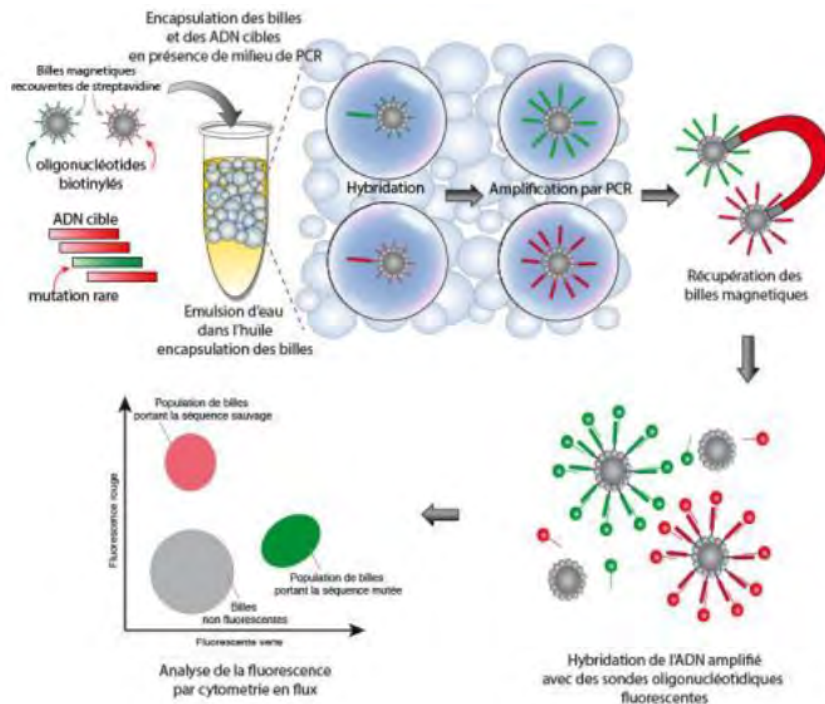 Encapsulation des billes
et des ADN cibles
en présence de milieu de PCR
Billes magnetiques
recouvertes de streptavidine
oligonucléotides
biotinylés
ADN cible
mutation rare
Emulsion d'eau
dans l'huile
encapsulation des billes
Hybridation
Amplification par PCR
Récupération des
billes magnetiques
Hybridation de l'ADN amplifié
avec des sondes oligonucléotidiques
fluorescentes
Population de billes
portant la séquence sauvage
Fluorescence rouge
Population de billes
portant la séquence mutée
Billes
non fluorescentes
Fluorescente verte
Analyse de la fluorescence
par cytometrie en flux